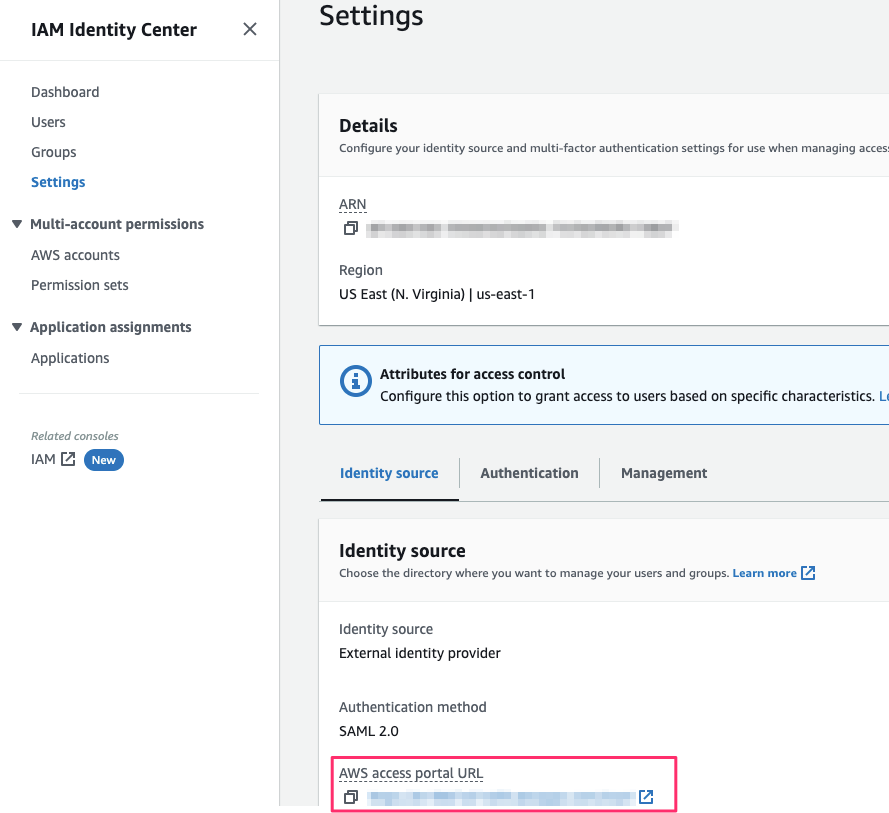 IAM Identity Center
Dashboard
Users
Groups
Settings
Multi-account permissions
AWS accounts
Permission sets
Application assignments
Applications
Related consoles
IAM New
Settings
Details
Configure your identity source and multi-factor authentication settings for use when managing access
ARN
Region
US East (N. Virginia) | us-east-1
Attributes for access control
Configure this option to grant access to users based on specific characteristics. Le
Identity source Authentication Management
Identity source
Choose the directory where you want to manage your users and groups. Learn more
Identity source
External identity provider
Authentication method
SAML 2.0
AWS access portal URL